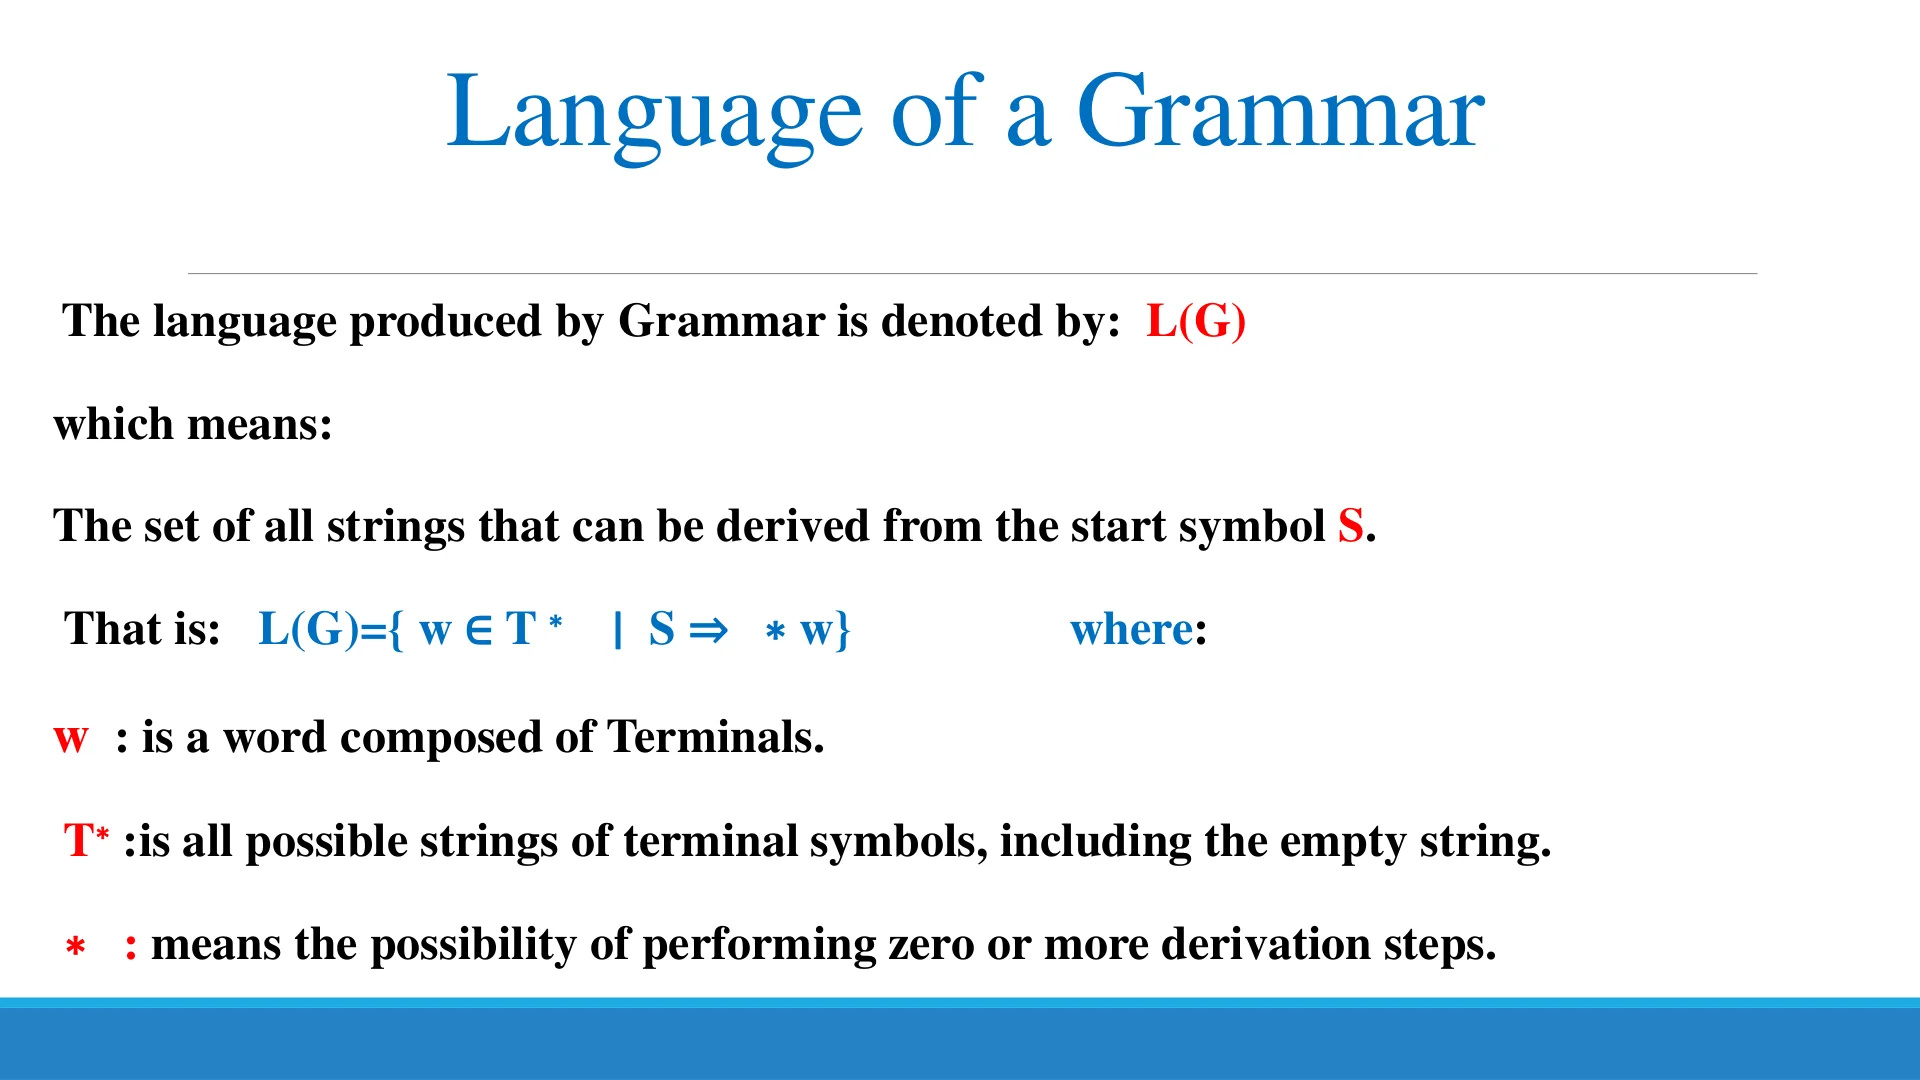 Language of a Grammar
The language produced by Grammar is denoted by: L(G)
which means:
The set of all strings that can be derived from the start symbol S.
That is: L(G)={ w ∈ T * | S ⇒ ∗ w} where:
w : is a word composed of Terminals.
T* :is all possible strings of terminal symbols, including the empty string.
∗ : means the possibility of performing zero or more derivation steps.